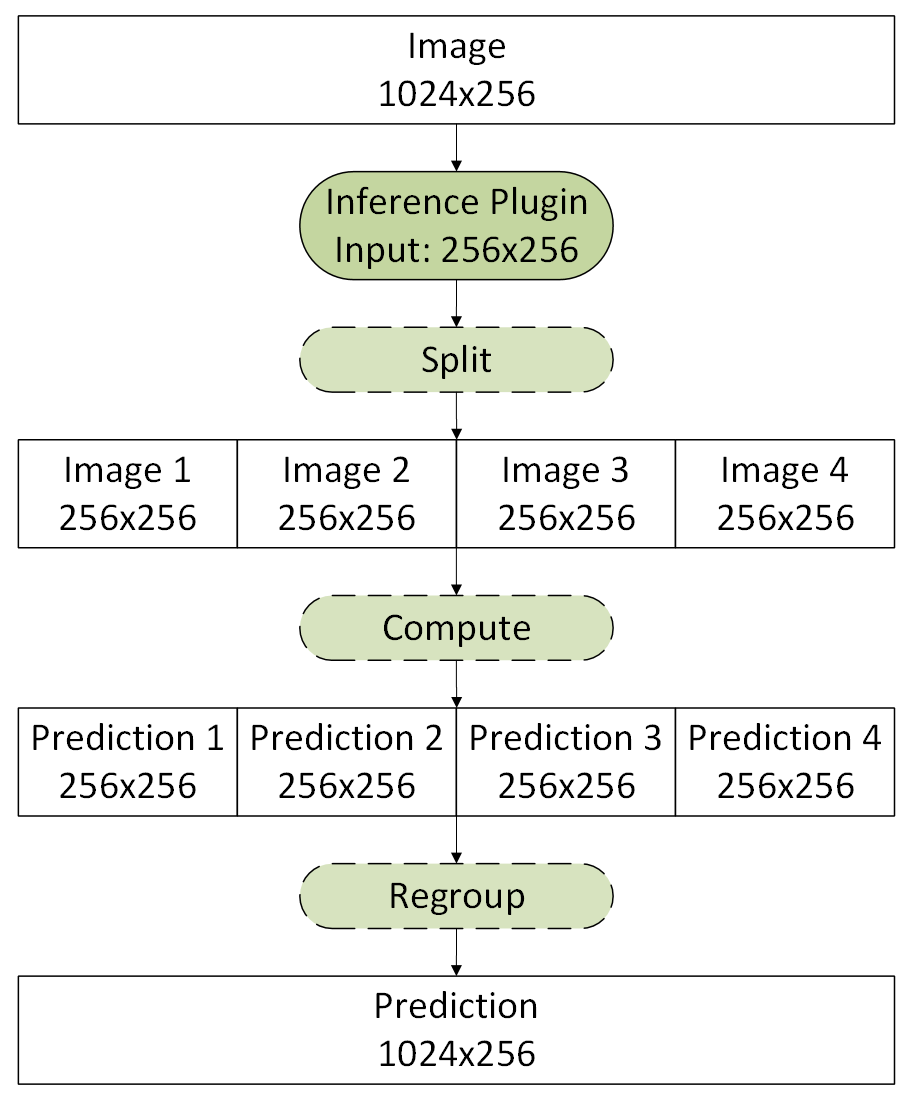 Image
1024x256
Inference Plugin
Input: 256x256
Split
Image 1
256x256
Image 2
256x256
Image 3
256x256
Image 4
256x256
Compute
Prediction 1
256x256
Prediction 2
256x256
Prediction 3
256x256
Prediction 4
256x256
Regroup
Prediction
1024x256